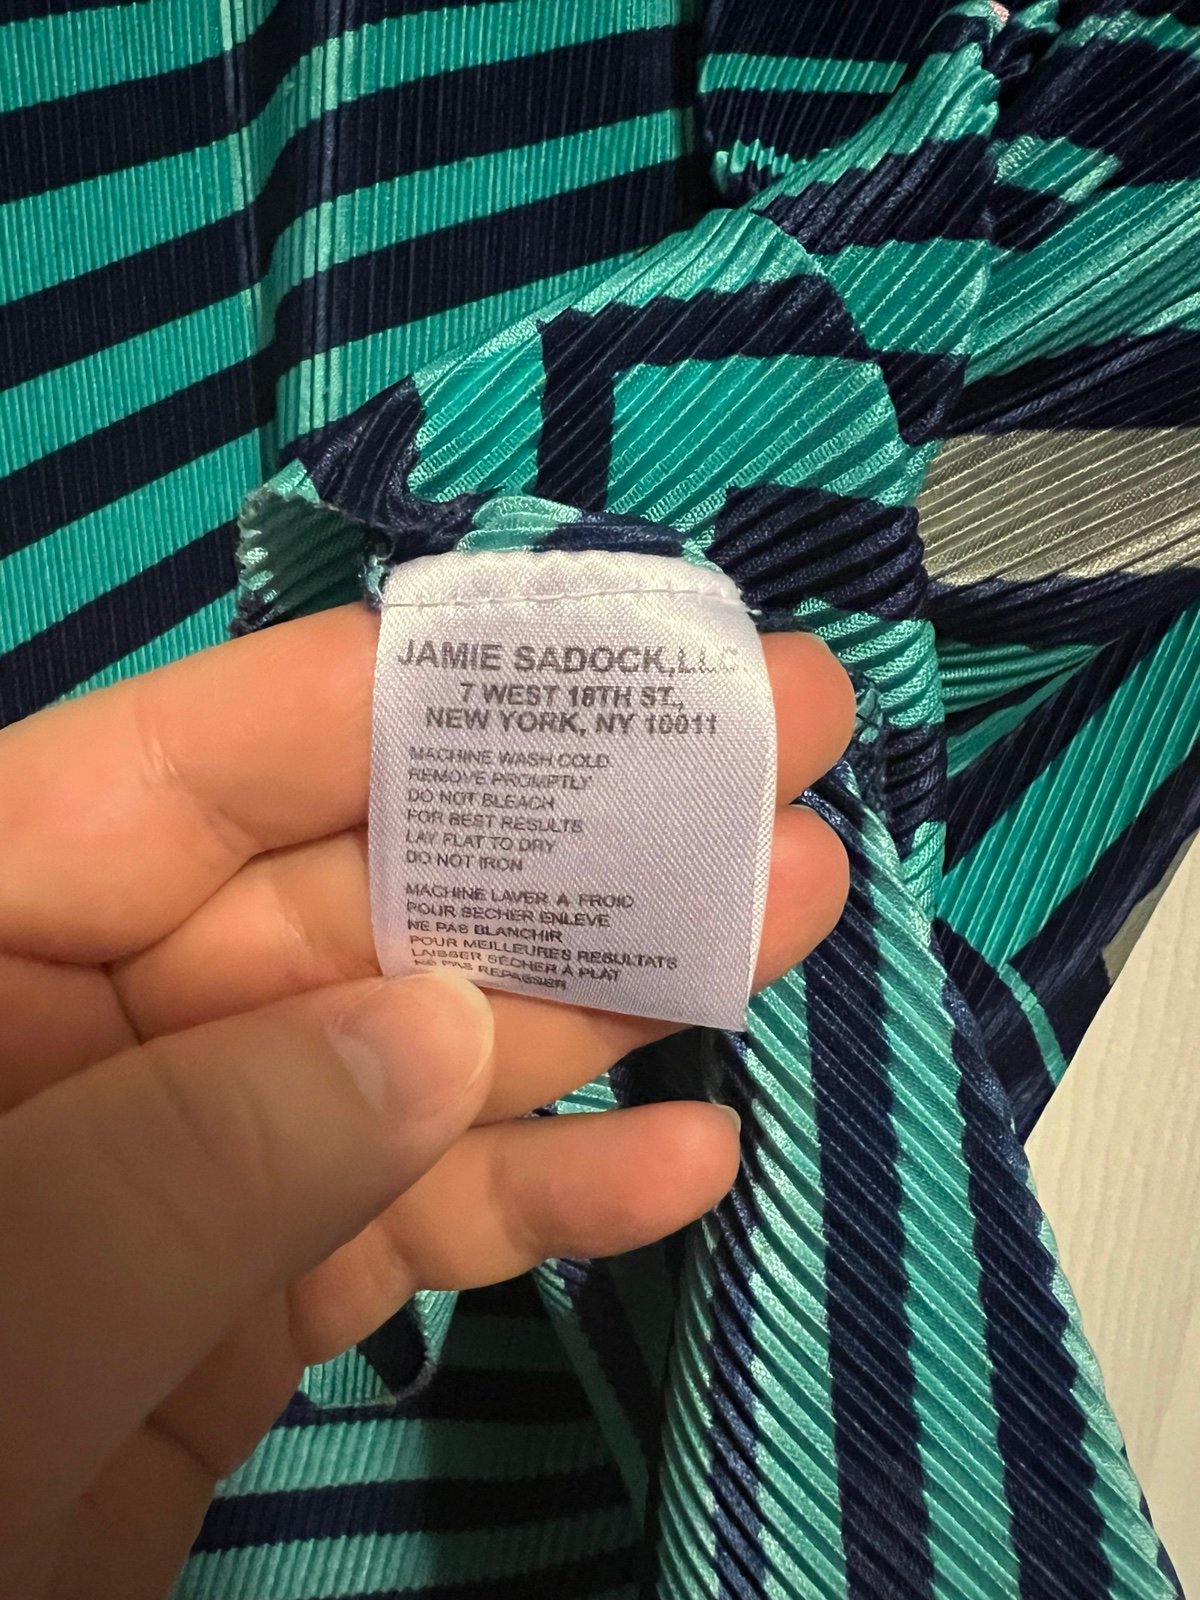 JAMIE SADOCK,LLC
7 WEST 18TH ST,
NEW YORK, NY 10011
MACHINE WASH COLD
REMOVE PROMPTLY
DO NOT BLEACH
FOR BEST RESULTS
LAY FLAT TO DRY
DO NOT IRON
MACHINE LAVER A FROID
POUR SECHER ENLEVE
NE PAS BLANCHIR
POUR MEILLEURES RESULTATS
LAISSER SÉCHER À PLAT
NE PAS REPASSER